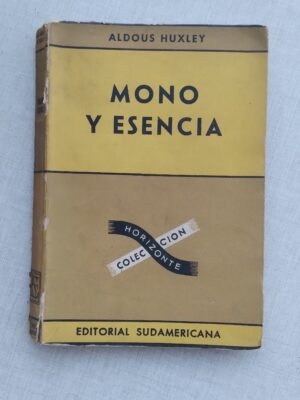 ALDOUS HUXLEY
MONO
Y ESENCIA
COLECCION
HORIZONTE
EDITORIAL SUDAMERICANA